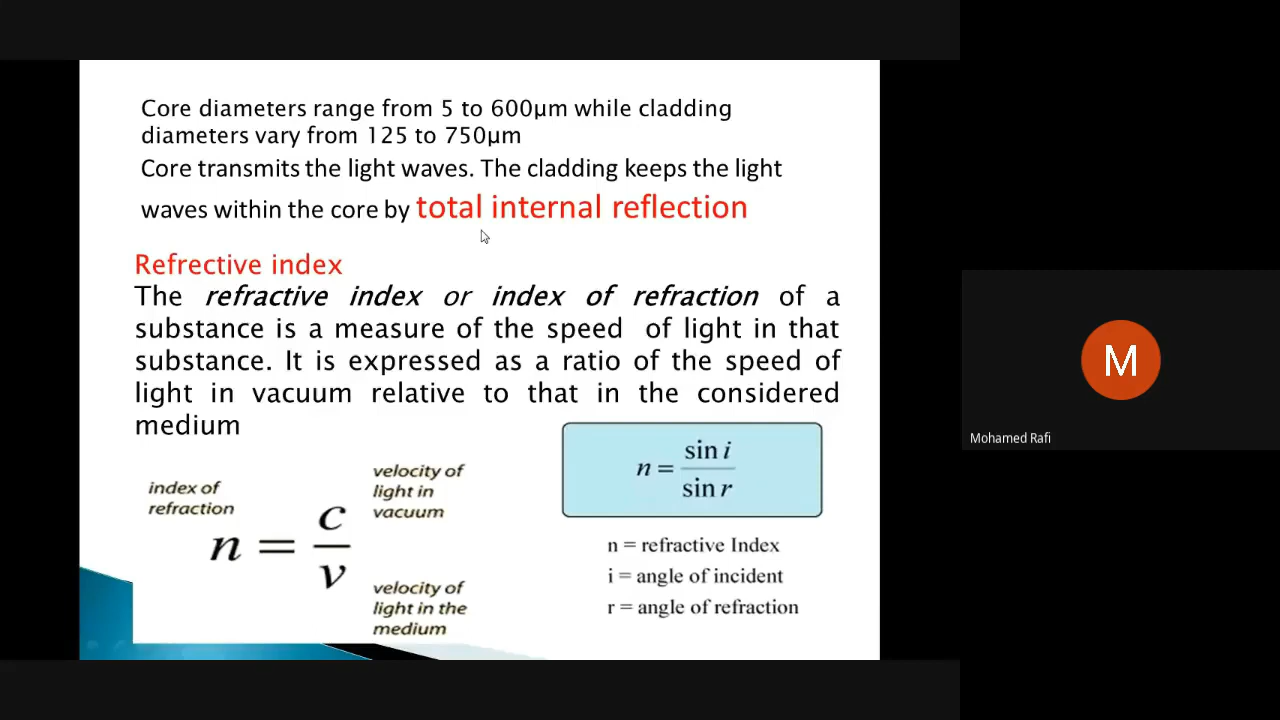 Core diameters range from 5 to 600µm while cladding
diameters vary from 125 to 750µm
Core transmits the light waves. The cladding keeps the light
waves within the core by total internal reflection
Refrective index
The refractive index or index of refraction of a
substance is a measure of the speed of light in that
substance. It is expressed as a ratio of the speed of
light in vacuum relative to that in the considered
medium
index of
refraction
n = c/v
velocity of
light in
vacuum
velocity of
light in the
medium
n = sin i / sin r
n = refractive Index
i = angle of incident
r = angle of refraction
M
Mohamed Rafi